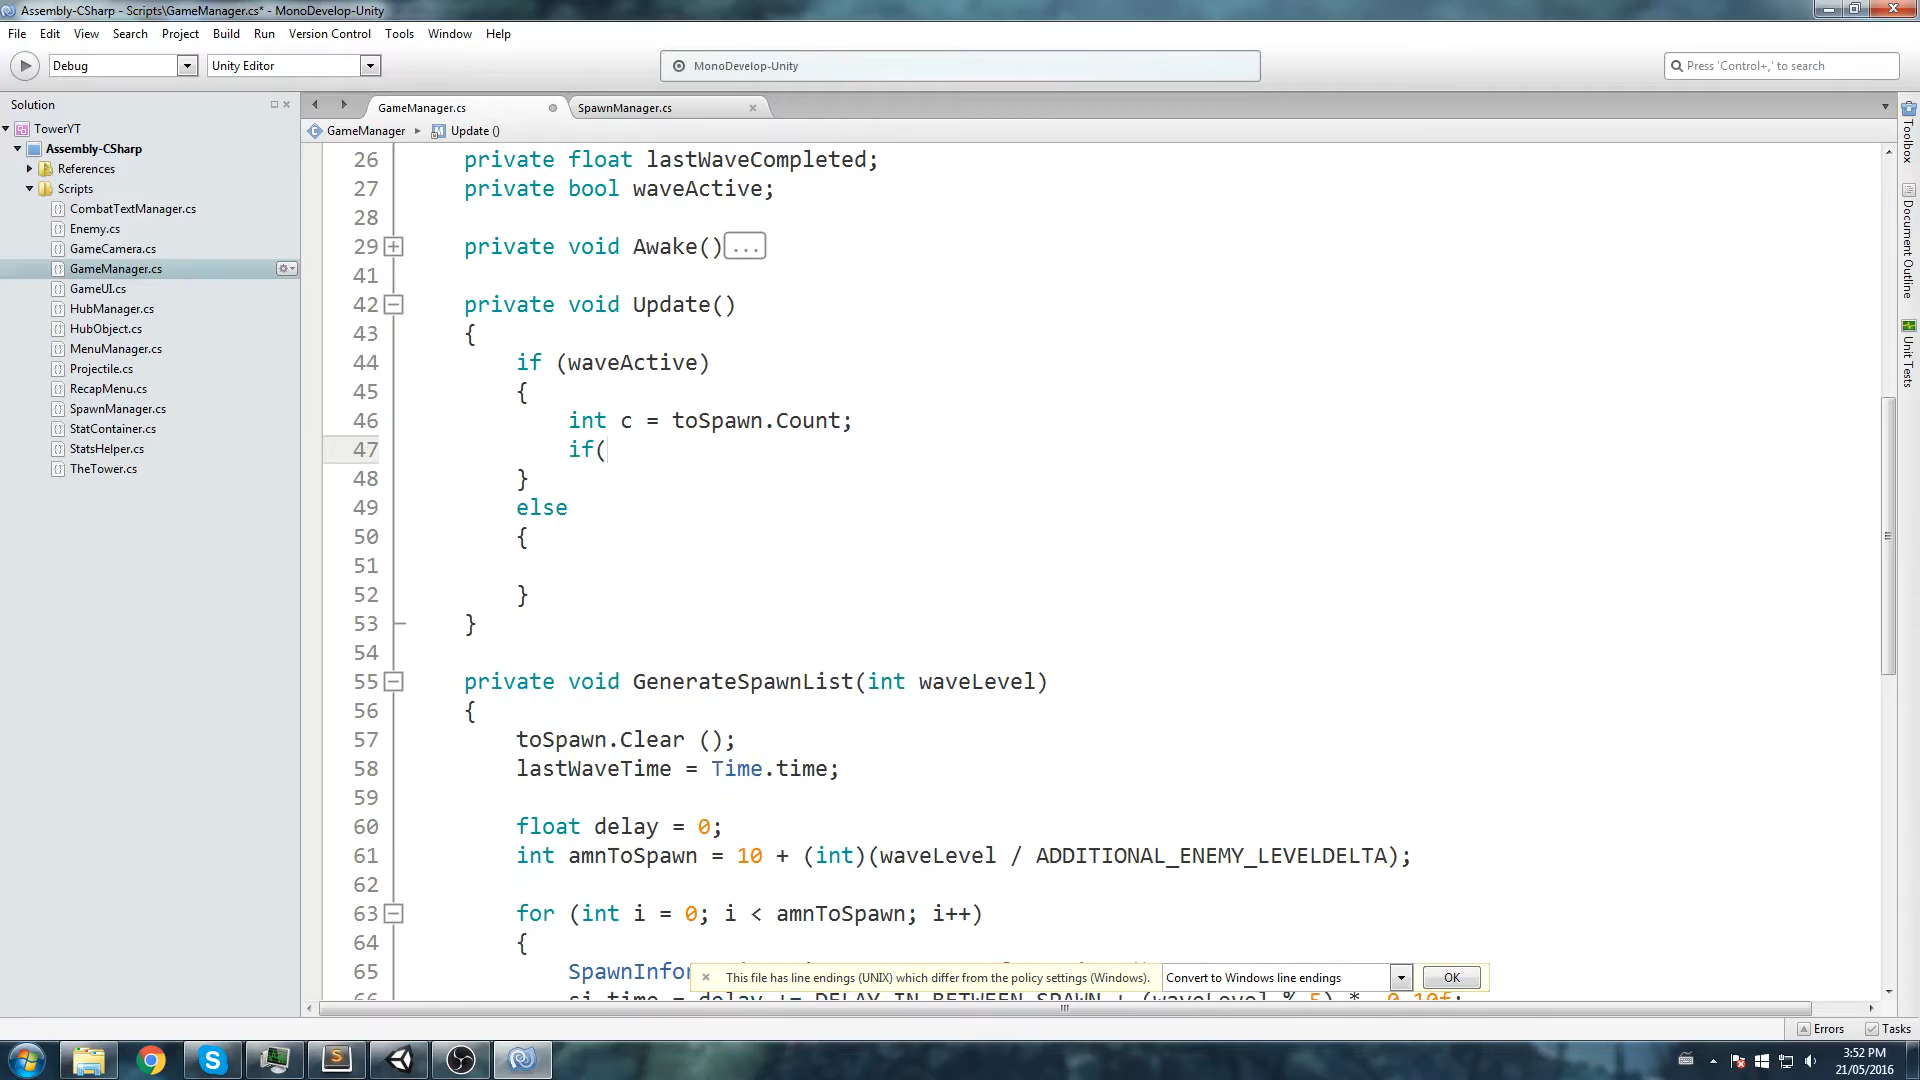 Assembly-CSharp - Scripts\GameManager.cs* - MonoDevelop-Unity
File Edit View Search Project Build Run Version Control Tools Window Help
Debug Unity Editor MonoDevelop-Unity Press 'Control+,' to search
Solution
TowerYT
Assembly-CSharp
References
Scripts
CombatTextManager.cs
Enemy.cs
GameCamera.cs
GameManager.cs
GameUI.cs
HubManager.cs
HubObject.cs
MenuManager.cs
Projectile.cs
RecapMenu.cs
SpawnManager.cs
StatContainer.cs
StatsHelper.cs
TheTower.cs
GameManager.cs SpawnManager.cs
GameManager Update ()
26 private float lastWaveCompleted;
27 private bool waveActive;
28
29 private void Awake()...
41
42 private void Update()
43 {
44 if (waveActive)
45 {
46 int c = toSpawn.Count;
47 if(
48 }
49 else
50 {
51
52 }
53 }
54
55 private void GenerateSpawnList(int waveLevel)
56 {
57 toSpawn.Clear ();
58 lastWaveTime = Time.time;
59
60 float delay = 0;
61 int amnToSpawn = 10 + (int)(waveLevel / ADDITIONAL_ENEMY_LEVELDELTA);
62
63 for (int i = 0; i < amnToSpawn; i++)
64 {
65 SpawnInfor
66 si.time = delay += DELAY_IN_BETWEEN_SPAWN + (waveLevel % 5) * -0.10f;
This file has line endings (UNIX) which differ from the policy settings (Windows). Convert to Windows line endings OK
Toolbox
Document Outline
Unit Tests
Errors Tasks
3:52 PM
21/05/2016